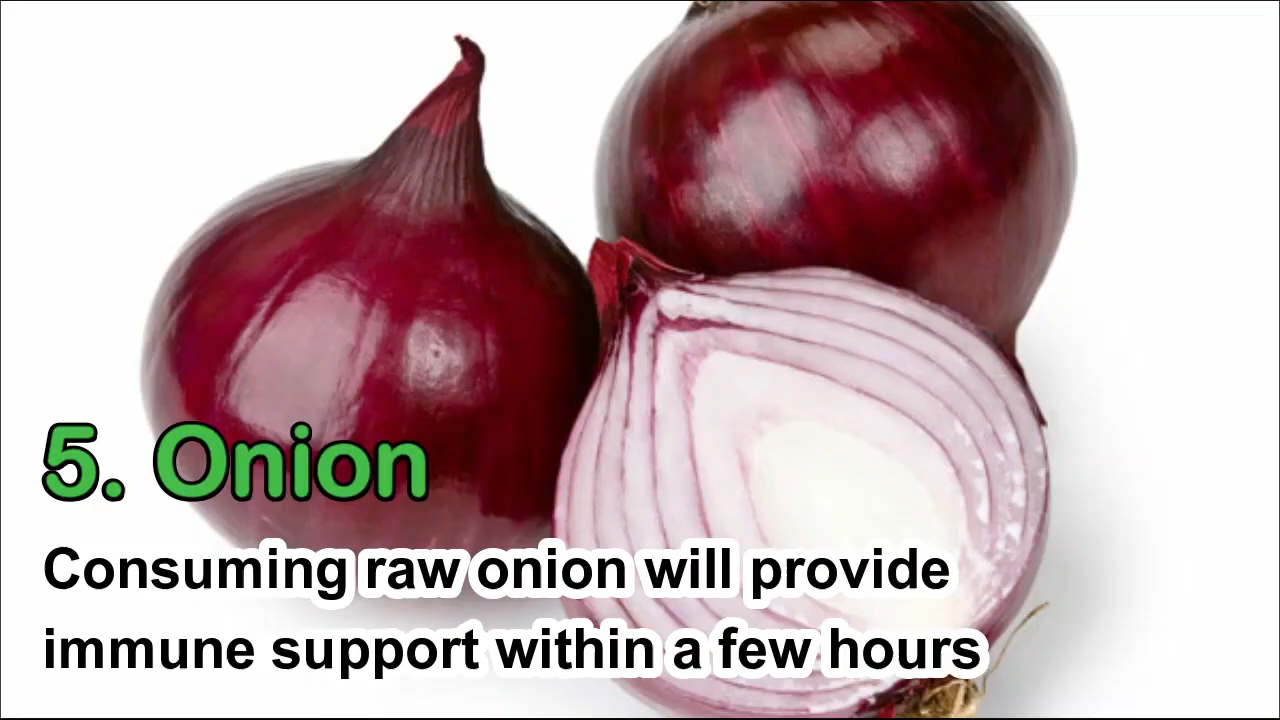 5. Onion
Consuming raw onion will provide
immune support within a few hours